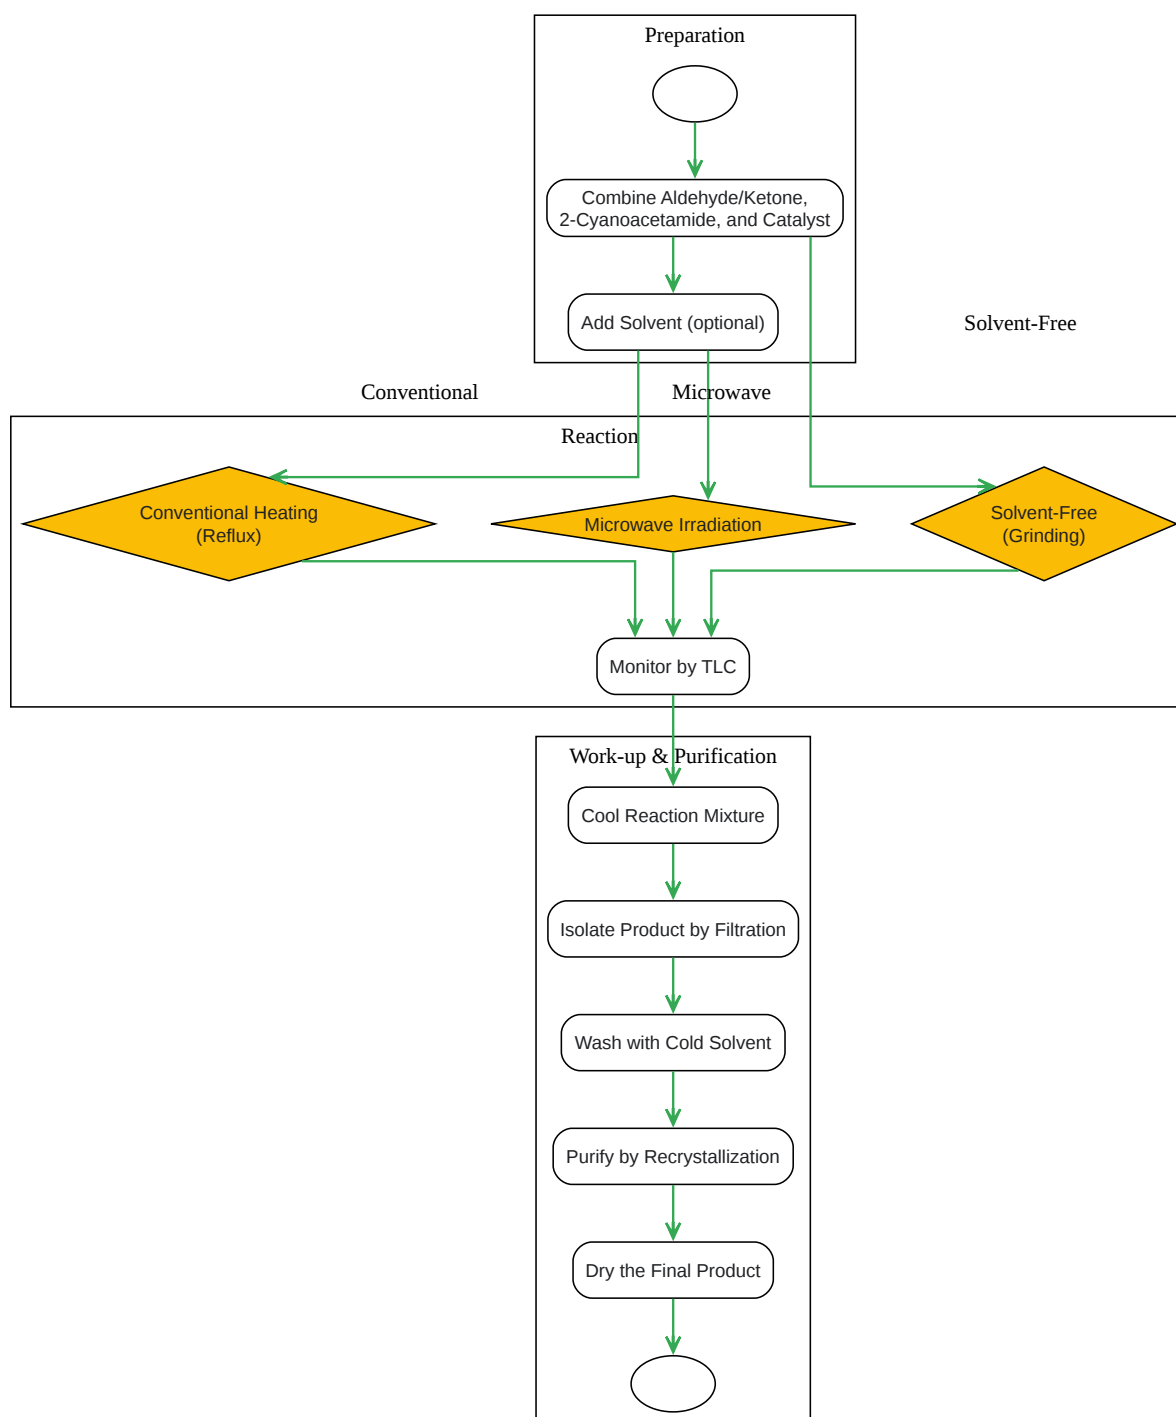 Preparation
Combine Aldehyde/Ketone,
2-Cyanoacetamide, and Catalyst
Add Solvent (optional)
Solvent-Free
Conventional
Microwave
Reaction
Conventional Heating
(Reflux)
Microwave Irradiation
Solvent-Free
(Grinding)
Monitor by TLC
Work-up & Purification
Cool Reaction Mixture
Isolate Product by Filtration
Wash with Cold Solvent
Purify by Recrystallization
Dry the Final Product